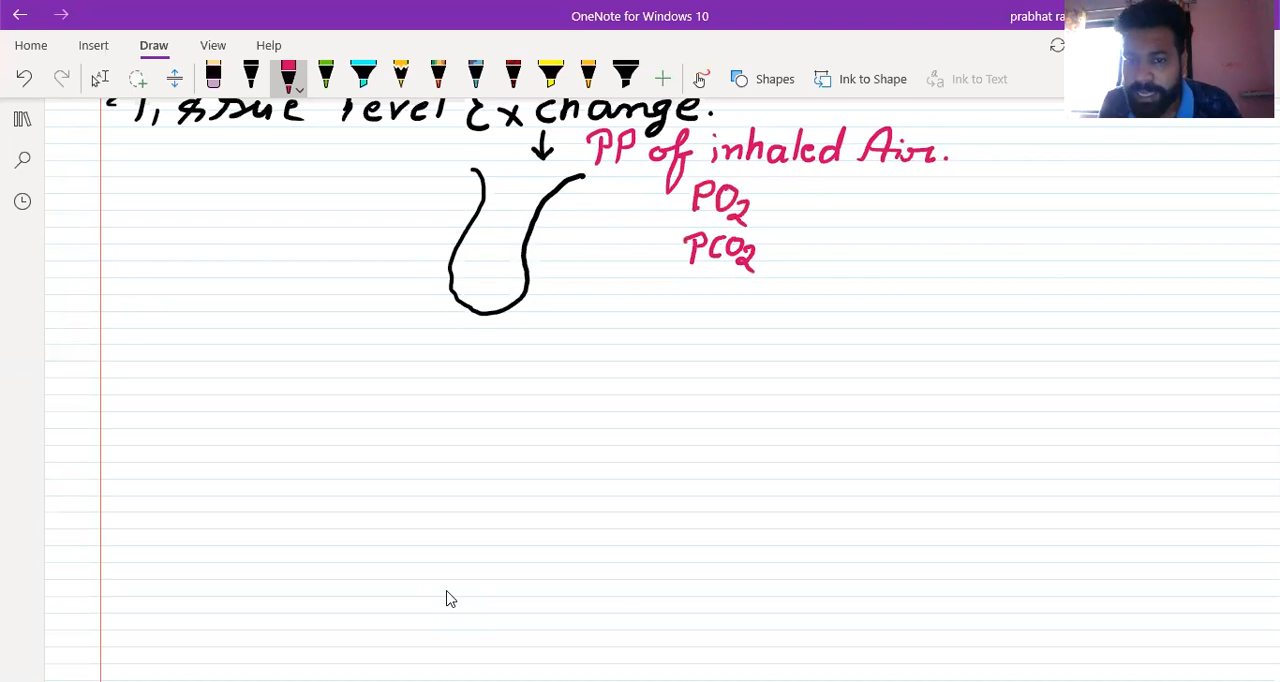 OneNote for Windows 10
prabhat ra
Home Insert Draw View Help
Shapes Ink to Shape Ink to Text
Tissue level Exchange.
PP of inhaled Air.
PO2
PCO2